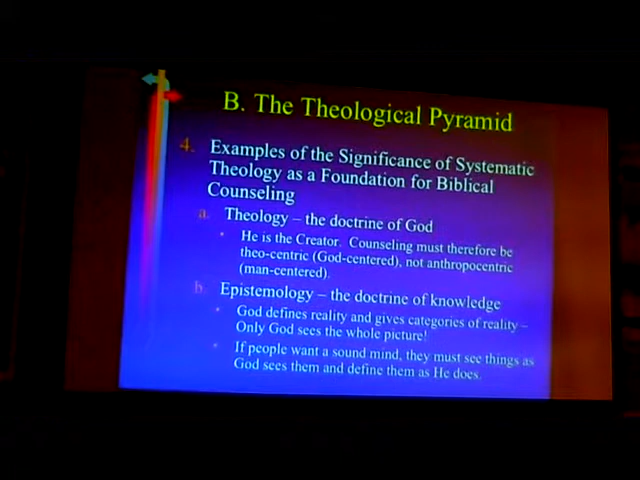 B. The Theological Pyramid
4. Examples of the Significance of Systematic
Theology as a Foundation for Biblical
Counseling
a. Theology – the doctrine of God
• He is the Creator. Counseling must therefore be
theo-centric (God-centered), not anthropocentric
(man-centered).
b. Epistemology – the doctrine of knowledge
• God defines reality and gives categories of reality –
Only God sees the whole picture!
• If people want a sound mind, they must see things as
God sees them and define them as He does.